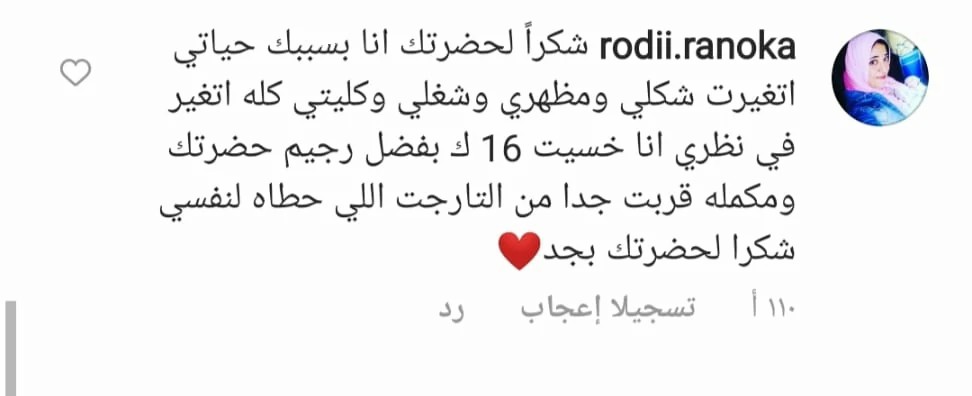 rodii.ranoka شكراً لحضرتك انا بسببك حياتي
اتغيرت شكلي ومظهري وشغلي وكليتي كله اتغير
في نظري انا خسيت 16 ك بفضل رجيم حضرتك
ومكمله قربت جدا من التارجت اللي حطاه لنفسي
شكرا لحضرتك بجد❤️
١١٠ أ تسجيلا إعجاب رد